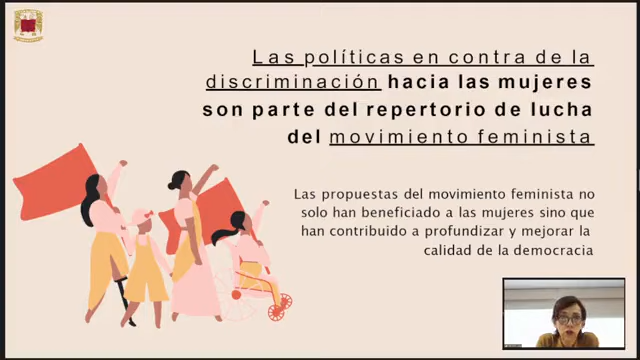 Las políticas en contra de la
discriminación hacia las mujeres
son parte del repertorio de lucha
del movimiento feminista
Las propuestas del movimiento feminista no
solo han beneficiado a las mujeres sino que
han contribuido a profundizar y mejorar la
calidad de la democracia